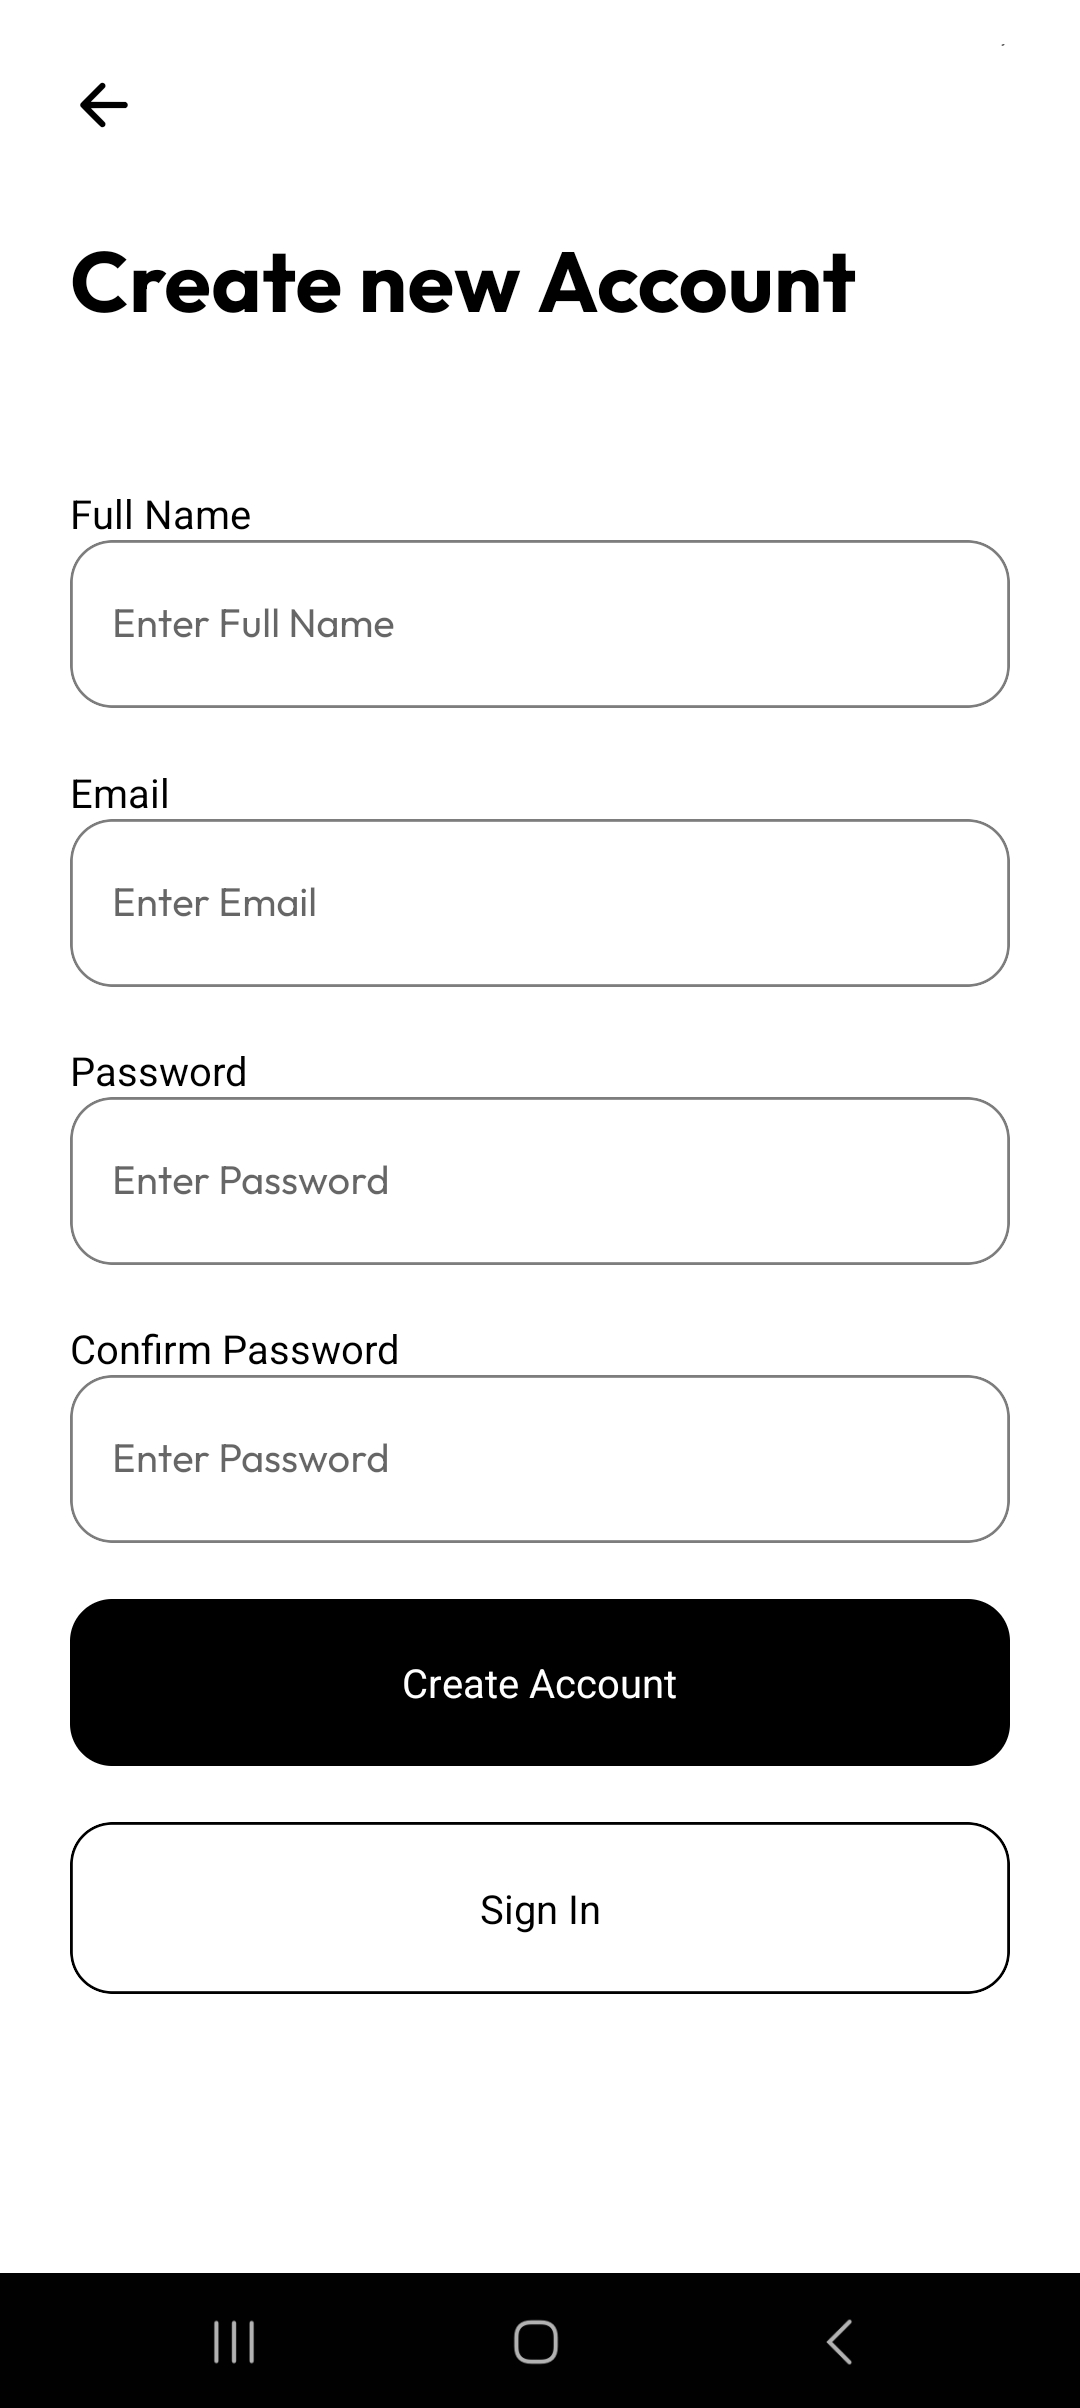 Create new Account
Full Name
Enter Full Name
Email
Enter Email
Password
Enter Password
Confirm Password
Enter Password
Create Account
Sign In